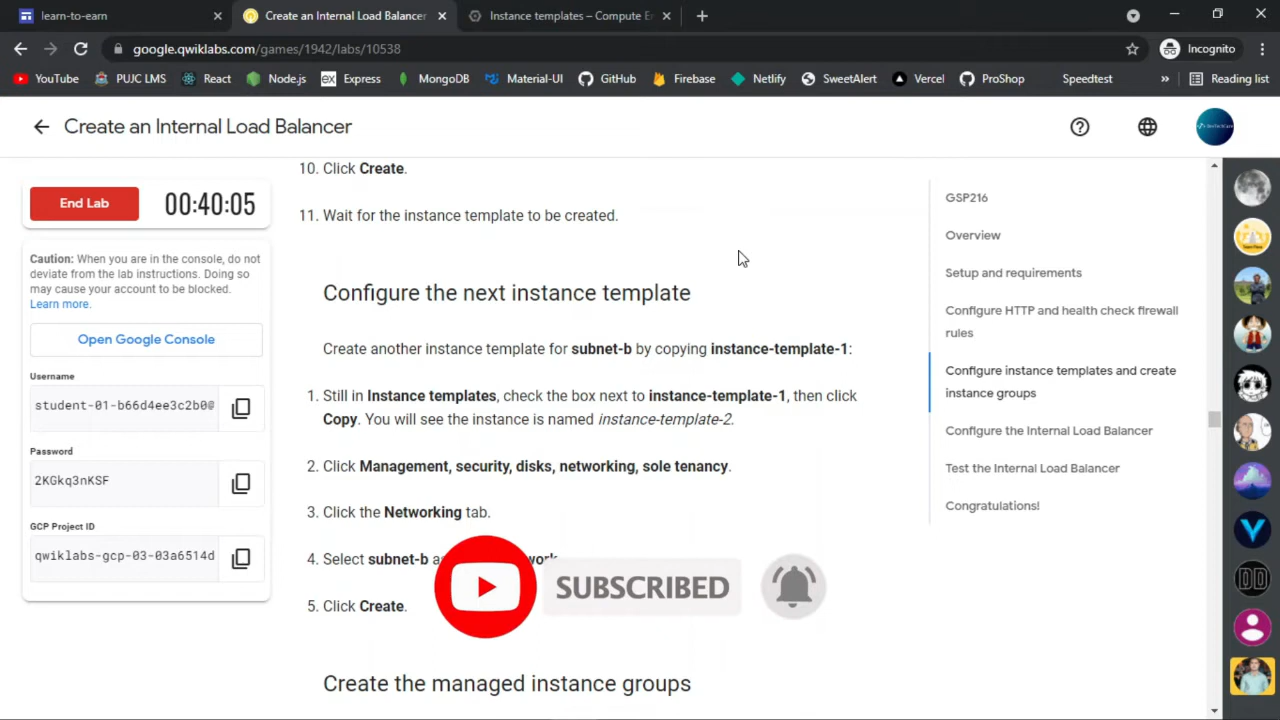 learn-to-earn
Create an Internal Load Balancer
Instance templates – Compute E
google.qwiklabs.com/games/1942/labs/10538
Incognito
YouTube
PUJC LMS
React
Node.js
ex Express
MongoDB
Material-UI
GitHub
Firebase
Netlify
SweetAlert
Vercel
ProShop
Speedtest
»
Reading list
Create an Internal Load Balancer
End Lab
00:40:05
Caution: When you are in the console, do not
deviate from the lab instructions. Doing so
may cause your account to be blocked.
Learn more.
Open Google Console
Username
student-01-b66d4ee3c2b0@
Password
2KGkq3nKSF
GCP Project ID
qwiklabs-gcp-03-03a6514d
10. Click Create.
11. Wait for the instance template to be created.
Configure the next instance template
Create another instance template for subnet-b by copying instance-template-1:
1. Still in Instance templates, check the box next to instance-template-1, then click
Copy. You will see the instance is named instance-template-2.
2. Click Management, security, disks, networking, sole tenancy.
3. Click the Networking tab.
4. Select subnet-b
5. Click Create.
SUBSCRIBED
Create the managed instance groups
GSP216
Overview
Setup and requirements
Configure HTTP and health check firewall
rules
Configure instance templates and create
instance groups
Configure the Internal Load Balancer
Test the Internal Load Balancer
Congratulations!